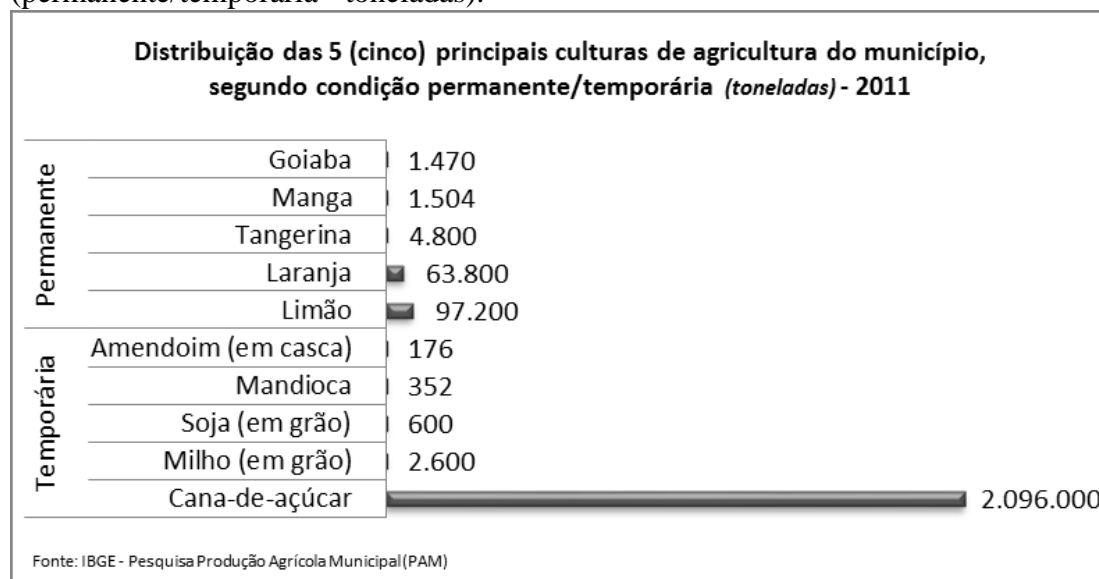 (permanente/temporária - toneladas):
Distribuição das 5 (cinco) principais culturas de agricultura do município,
segundo condição permanente/temporária (toneladas) - 2011
Permanente
Goiaba 1.470
Manga 1.504
Tangerina 4.800
Laranja 63.800
Limão 97.200
Temporária
Amendoim (em casca) 176
Mandioca 352
Soja (em grão) 600
Milho (em grão) 2.600
Cana-de-açúcar 2.096.000
Fonte: IBGE - Pesquisa Produção Agrícola Municipal(PAM)